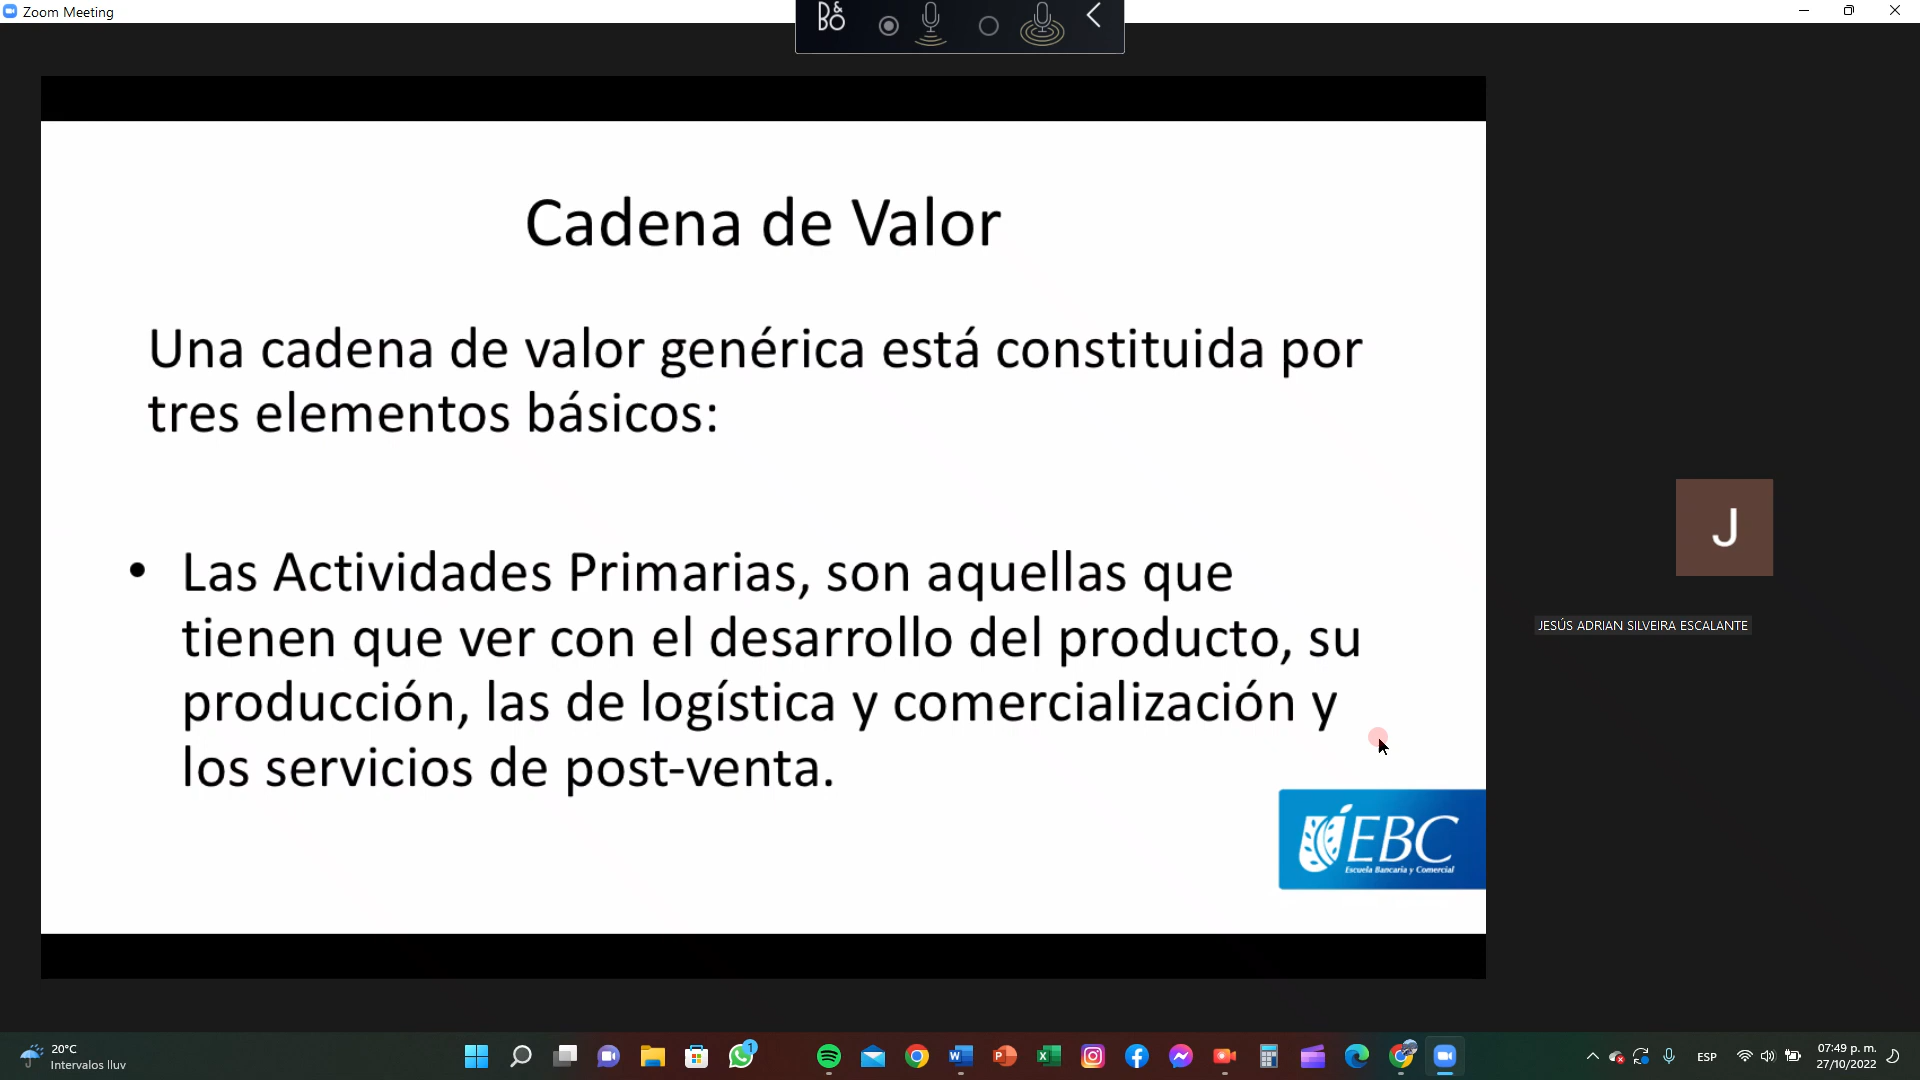 Zoom Meeting
B&O
Cadena de Valor
Una cadena de valor genérica está constituida por
tres elementos básicos:
• Las Actividades Primarias, son aquellas que
tienen que ver con el desarrollo del producto, su
producción, las de logística y comercialización y
los servicios de post-venta.
EBC
Escuela Bancaria y Comercial
J
JESÚS ADRIAN SILVEIRA ESCALANTE
20°C
Intervalos lluv
1
ESP
07:49 p. m.
27/10/2022